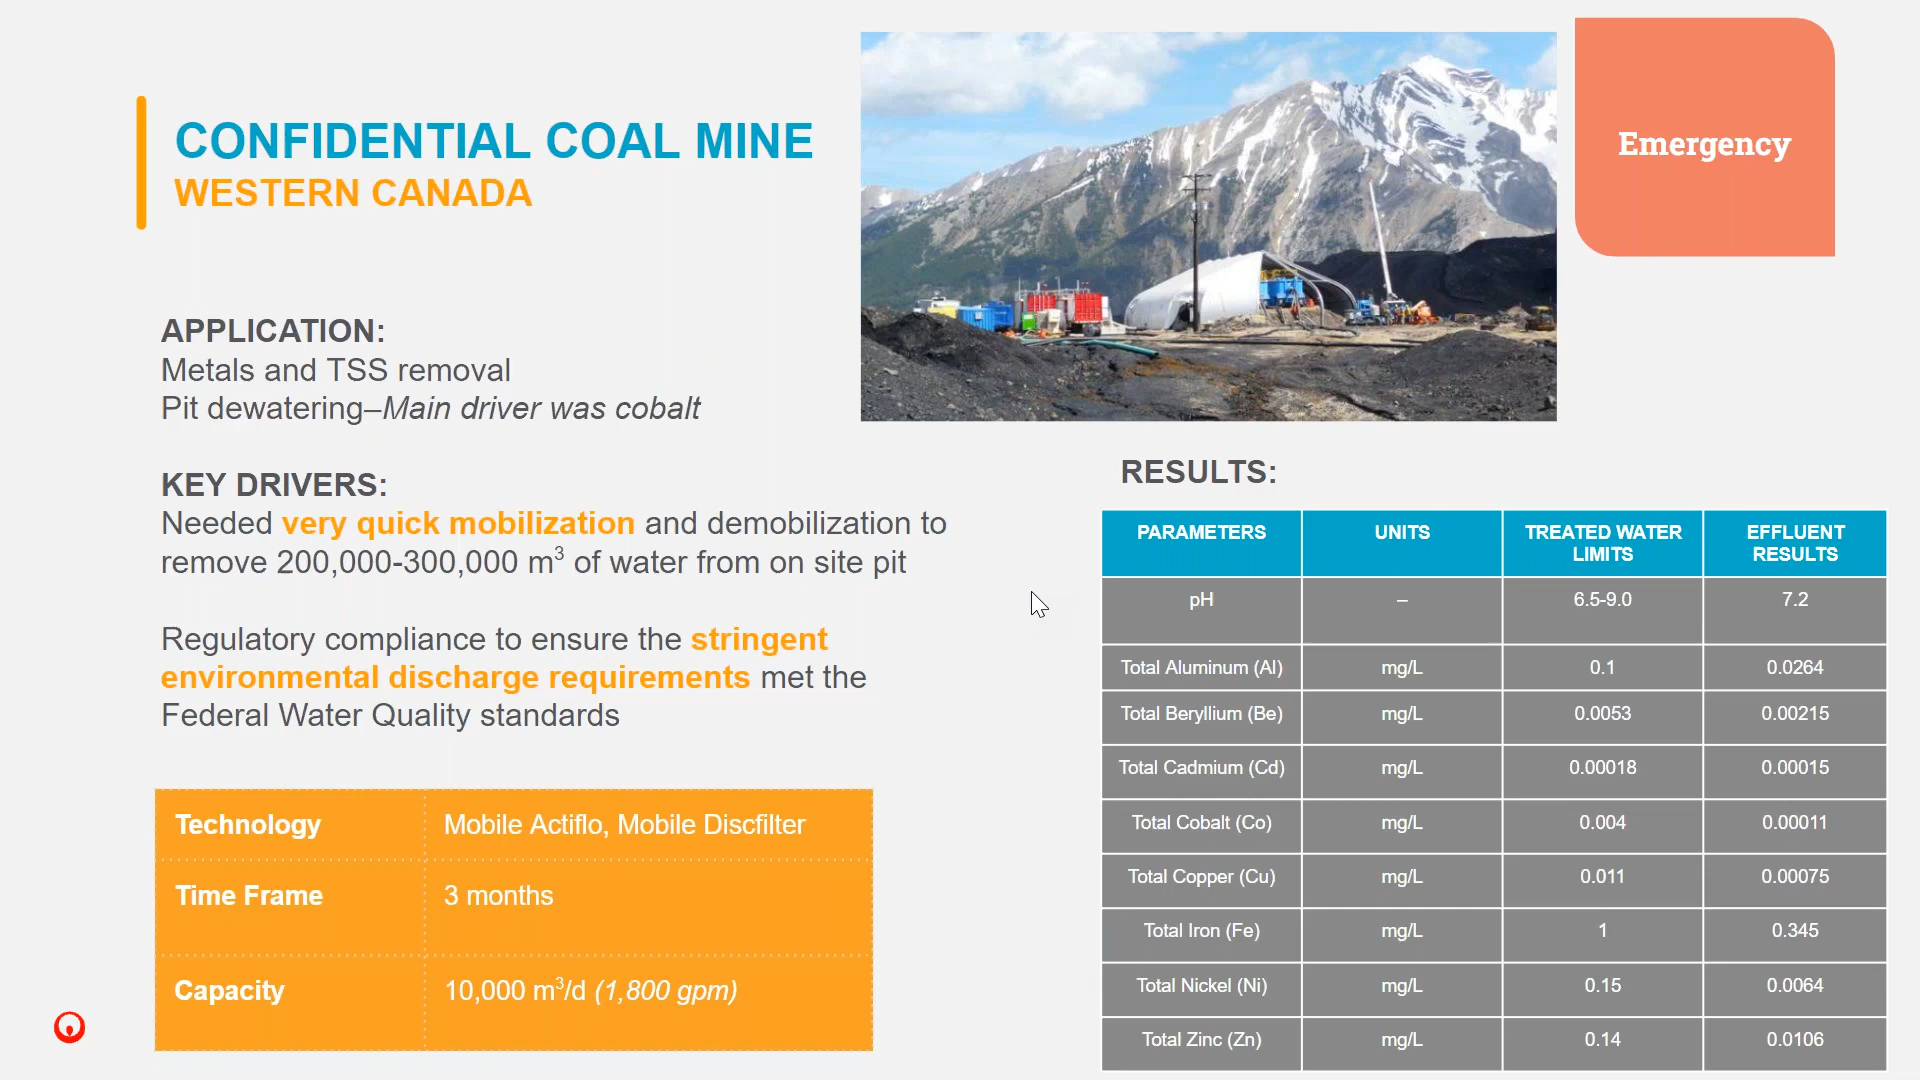 CONFIDENTIAL COAL MINE
WESTERN CANADA
Emergency
APPLICATION:
Metals and TSS removal
Pit dewatering–Main driver was cobalt
KEY DRIVERS:
Needed very quick mobilization and demobilization to
remove 200,000-300,000 m³ of water from on site pit
Regulatory compliance to ensure the stringent
environmental discharge requirements met the
Federal Water Quality standards
Technology Mobile Actiflo, Mobile Discfilter
Time Frame 3 months
Capacity 10,000 m³/d (1,800 gpm)
RESULTS:
PARAMETERS UNITS TREATED WATER LIMITS EFFLUENT RESULTS
pH – 6.5-9.0 7.2
Total Aluminum (Al) mg/L 0.1 0.0264
Total Beryllium (Be) mg/L 0.0053 0.00215
Total Cadmium (Cd) mg/L 0.00018 0.00015
Total Cobalt (Co) mg/L 0.004 0.00011
Total Copper (Cu) mg/L 0.011 0.00075
Total Iron (Fe) mg/L 1 0.345
Total Nickel (Ni) mg/L 0.15 0.0064
Total Zinc (Zn) mg/L 0.14 0.0106